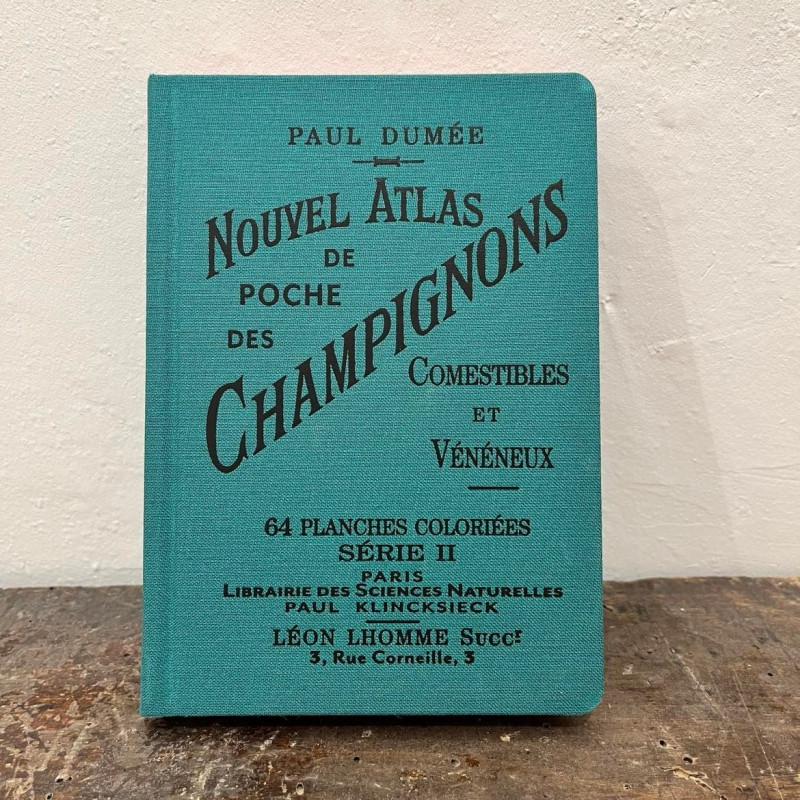 PAUL DUMÉE
NOUVEL ATLAS
DE
POCHE
DES
CHAMPIGNONS
COMESTIBLES
ET
VÉNÉNEUX
64 PLANCHES COLORIÉES
SÉRIE II
PARIS
LIBRAIRIE DES SCIENCES NATURELLES
PAUL KLINCKSIECK
LÉON LHOMME Succr
3, Rue Corneille, 3